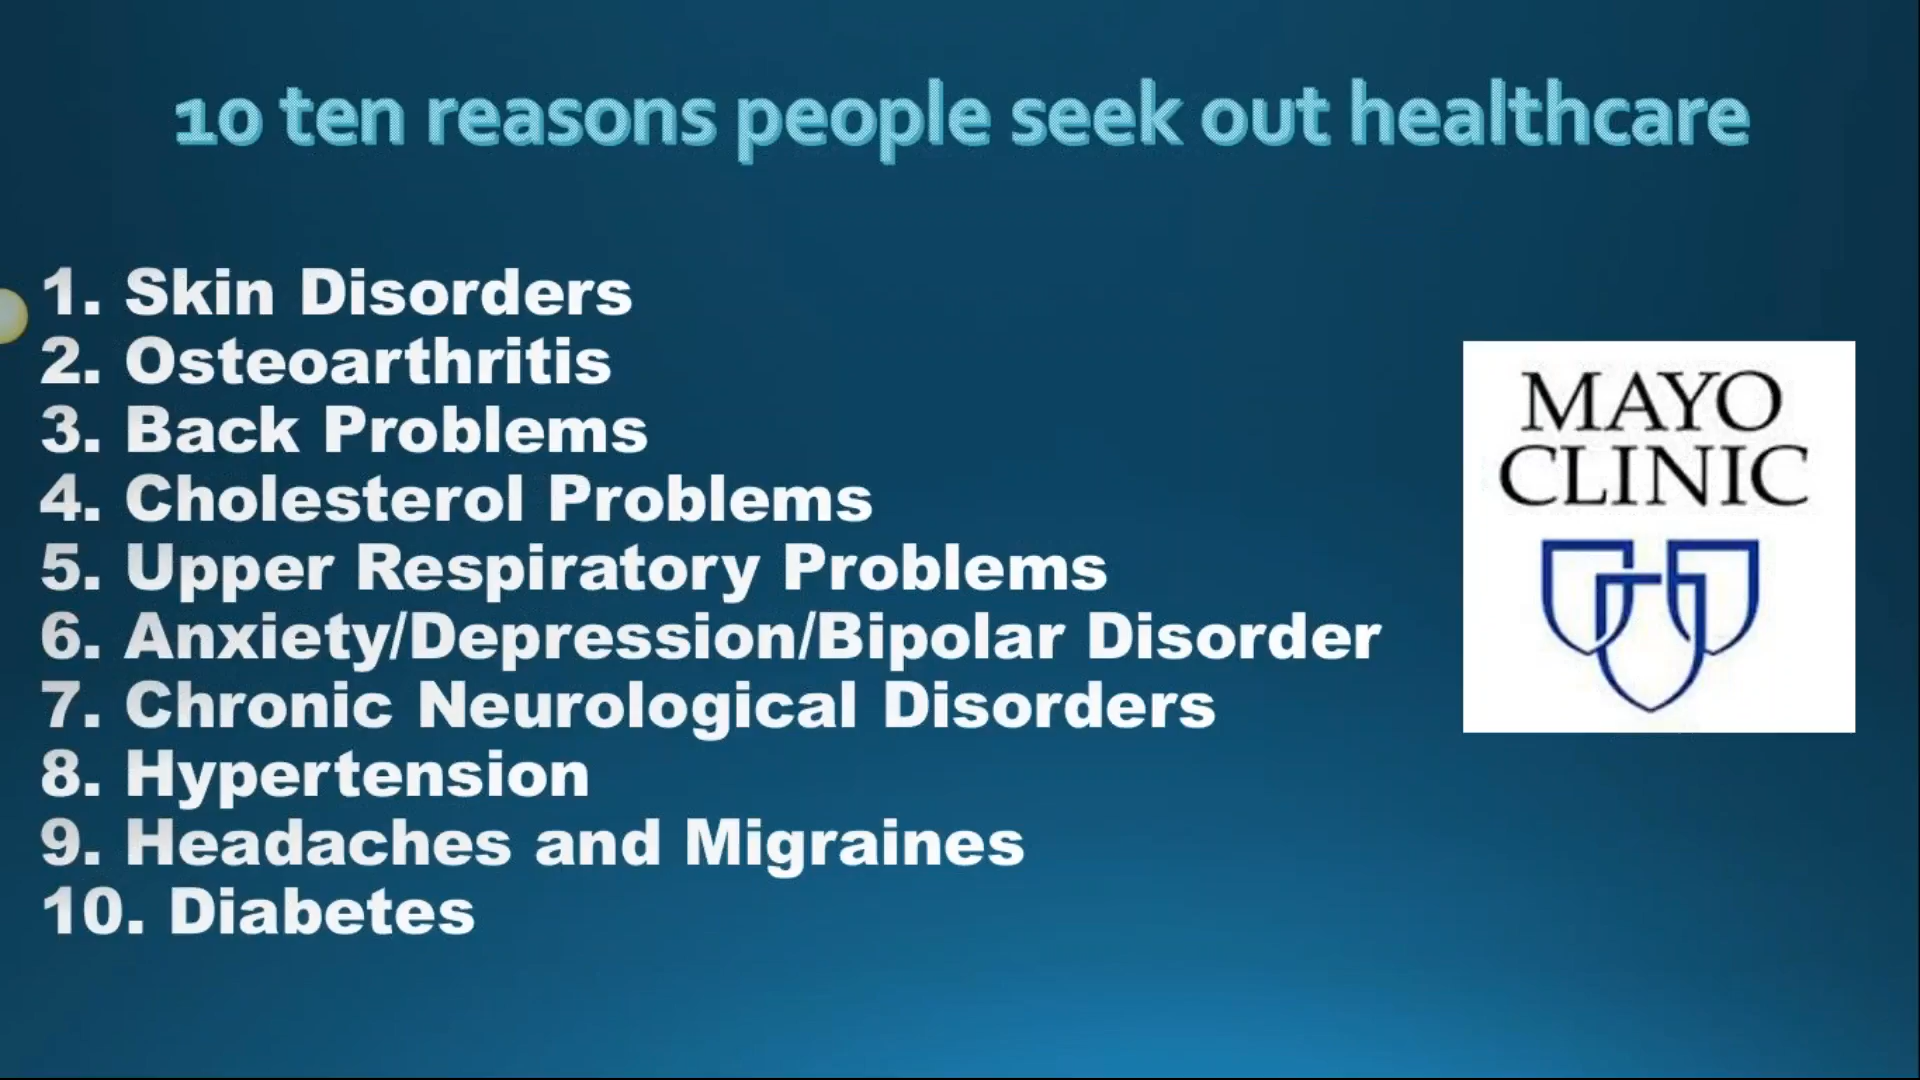 10 ten reasons people seek out healthcare
1. Skin Disorders
2. Osteoarthritis
3. Back Problems
4. Cholesterol Problems
5. Upper Respiratory Problems
6. Anxiety/Depression/Bipolar Disorder
7. Chronic Neurological Disorders
8. Hypertension
9. Headaches and Migraines
10. Diabetes
MAYO
CLINIC